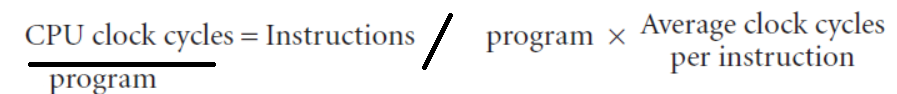 CPU clock cycles = Instructions / program × Average clock cycles
program per instruction